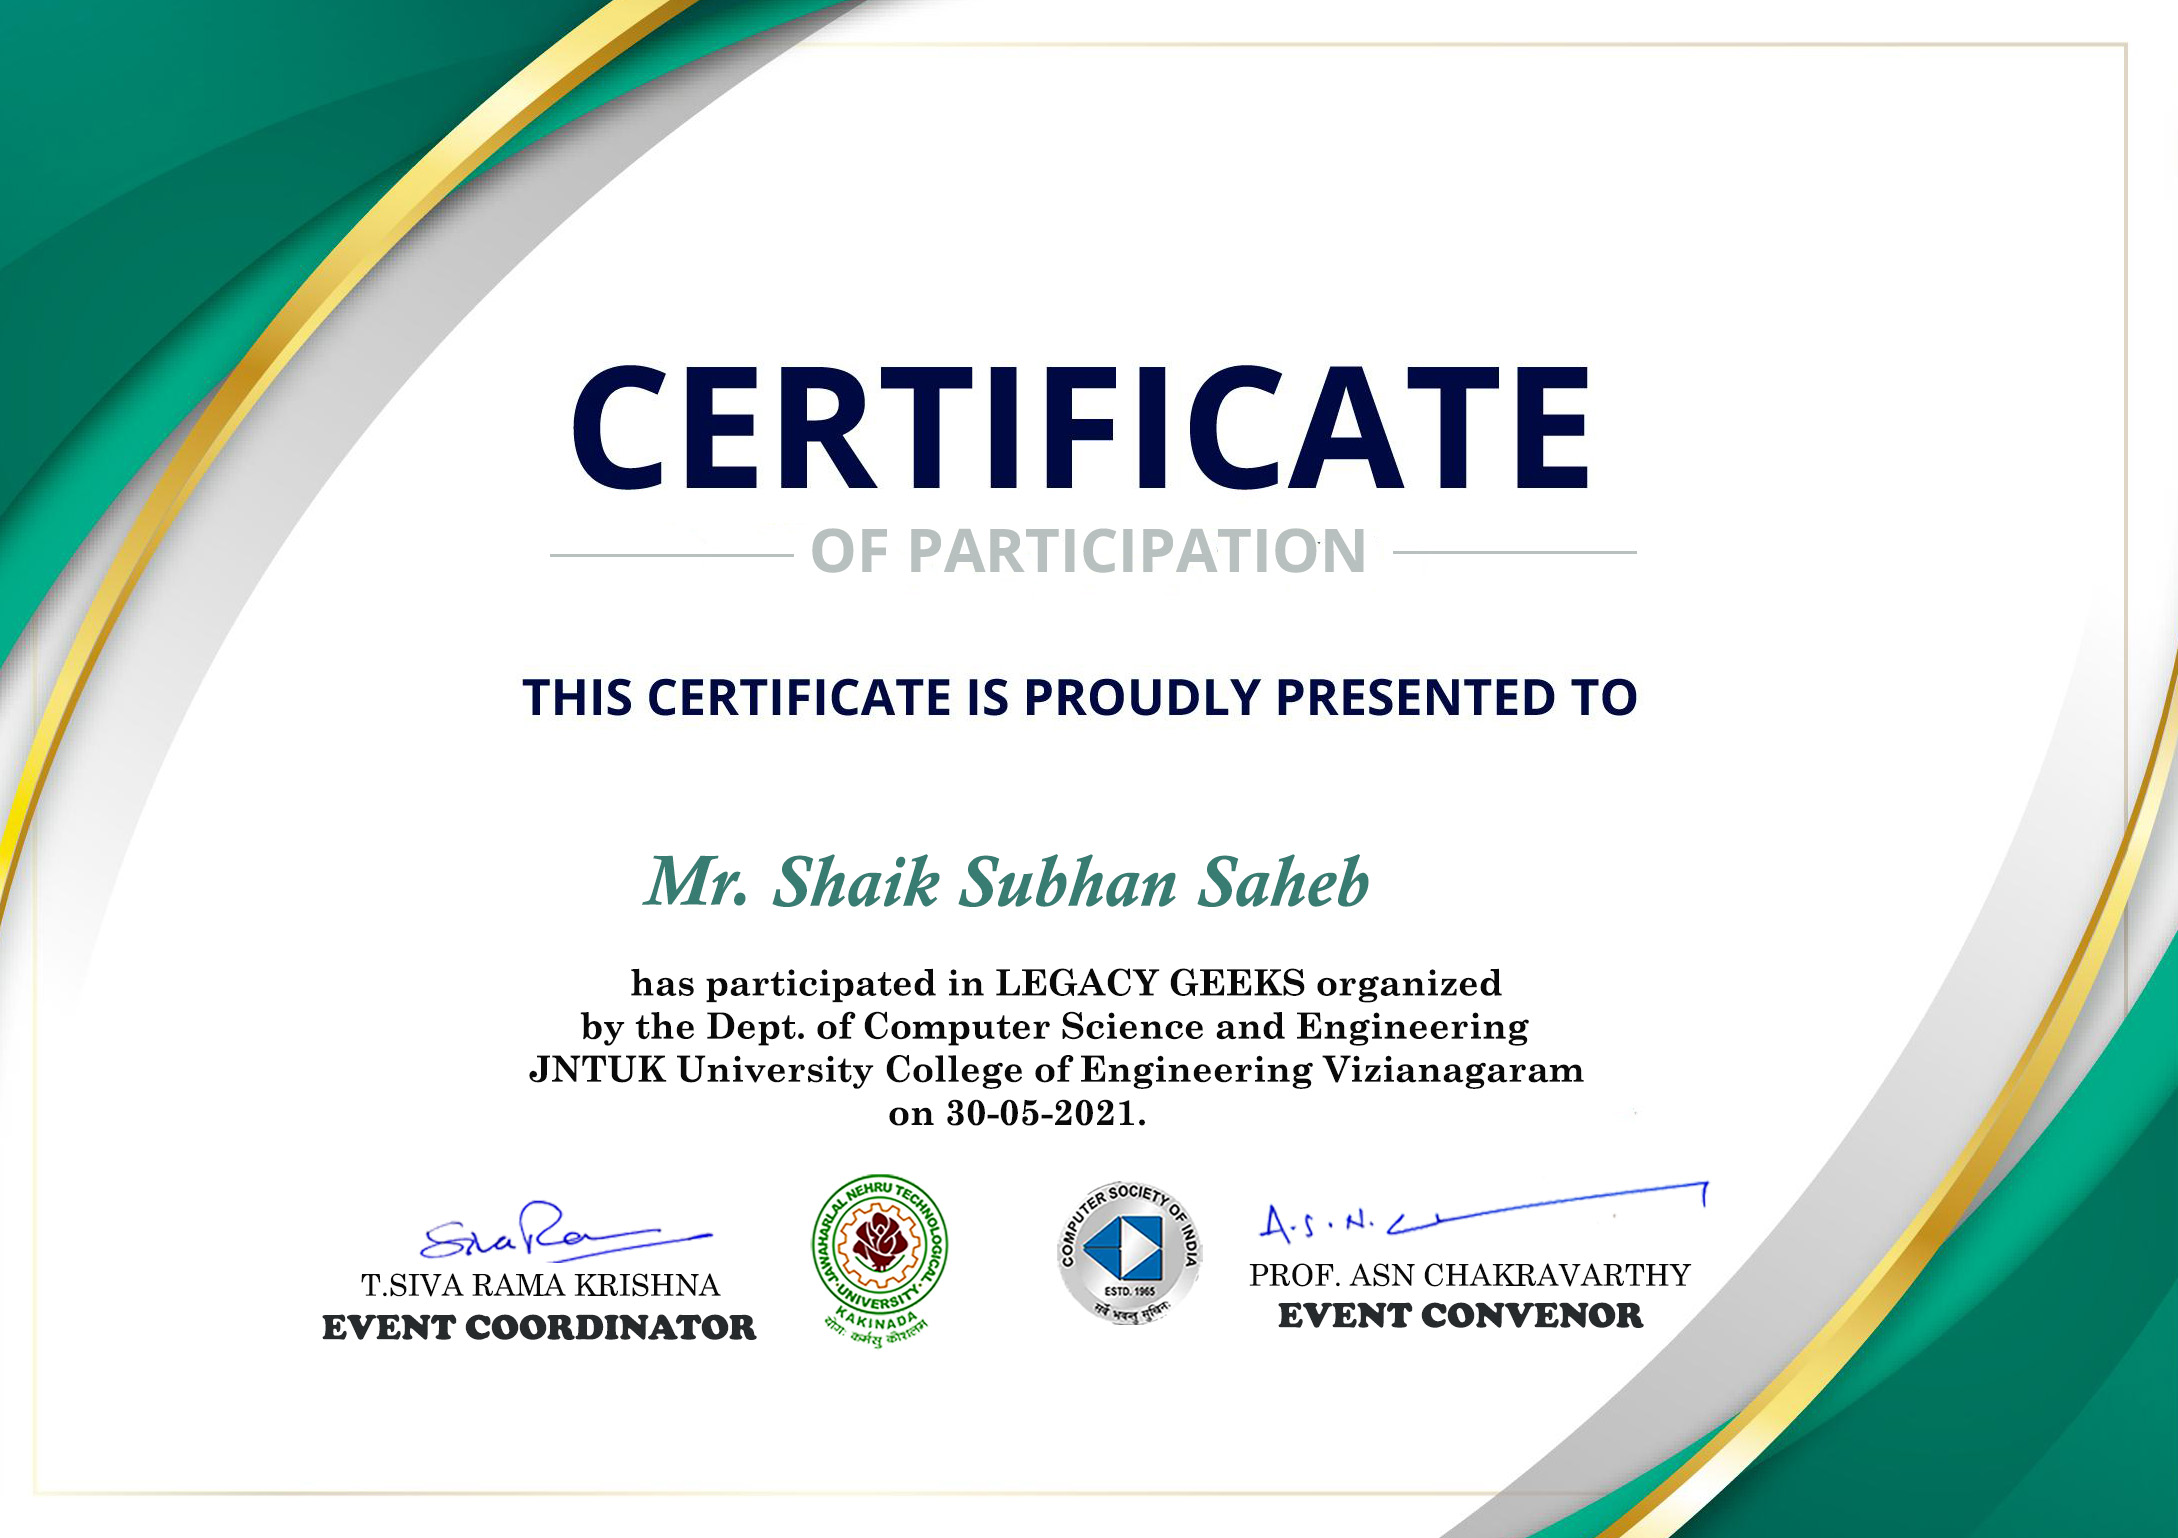 CERTIFICATE
OF PARTICIPATION
THIS CERTIFICATE IS PROUDLY PRESENTED TO
Mr. Shaik Subhan Saheb
has participated in LEGACY GEEKS organized
by the Dept. of Computer Science and Engineering
JNTUK University College of Engineering Vizianagaram
on 30-05-2021.
Siva Ra
T.SIVA RAMA KRISHNA
EVENT COORDINATOR
JAWAHARLAL NEHRU TECHNOLOGICAL
UNIVERSITY
KAKINADA
योगः कर्मसु कौशलम्
COMPUTER SOCIETY OF INDIA
ESTD. 1965
सर्वे भवन्तु सुखिनः
A.S.N.
PROF. ASN CHAKRAVARTHY
EVENT CONVENOR